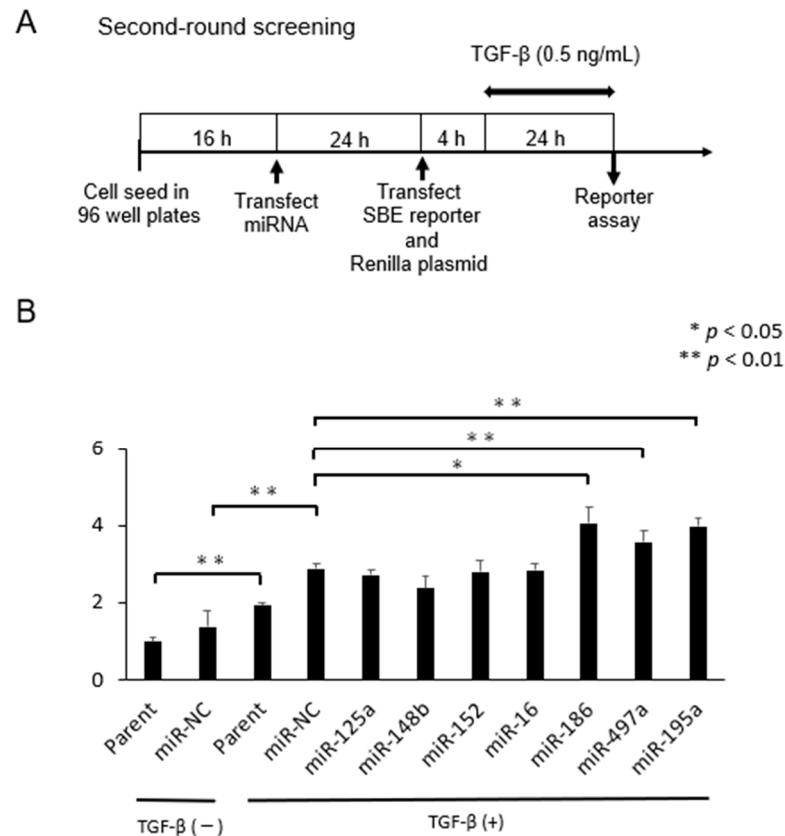 A
Second-round screening
TGF-β (0.5 ng/mL)
16 h
24 h
4 h
24 h
Cell seed in
96 well plates
Transfect
miRNA
Transfect
SBE reporter
and
Renilla plasmid
Reporter
assay
B
* p < 0.05
** p < 0.01
**
**
*
**
**
6
4
2
0
Parent
miR-NC
Parent
miR-NC
miR-125a
miR-148b
miR-152
miR-16
miR-186
miR-497a
miR-195a
TGF-β (−)
TGF-β (+)